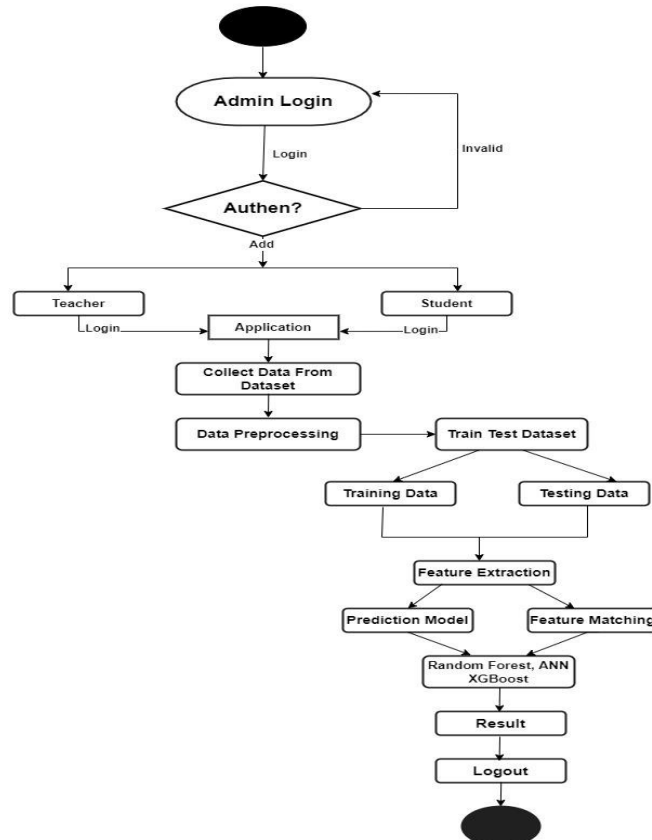 Admin Login
Login
Invalid
Authen?
Add
Teacher
Student
Login
Application
Login
Collect Data From
Dataset
Data Preprocessing
Train Test Dataset
Training Data
Testing Data
Feature Extraction
Prediction Model
Feature Matching
Random Forest, ANN
XGBoost
Result
Logout